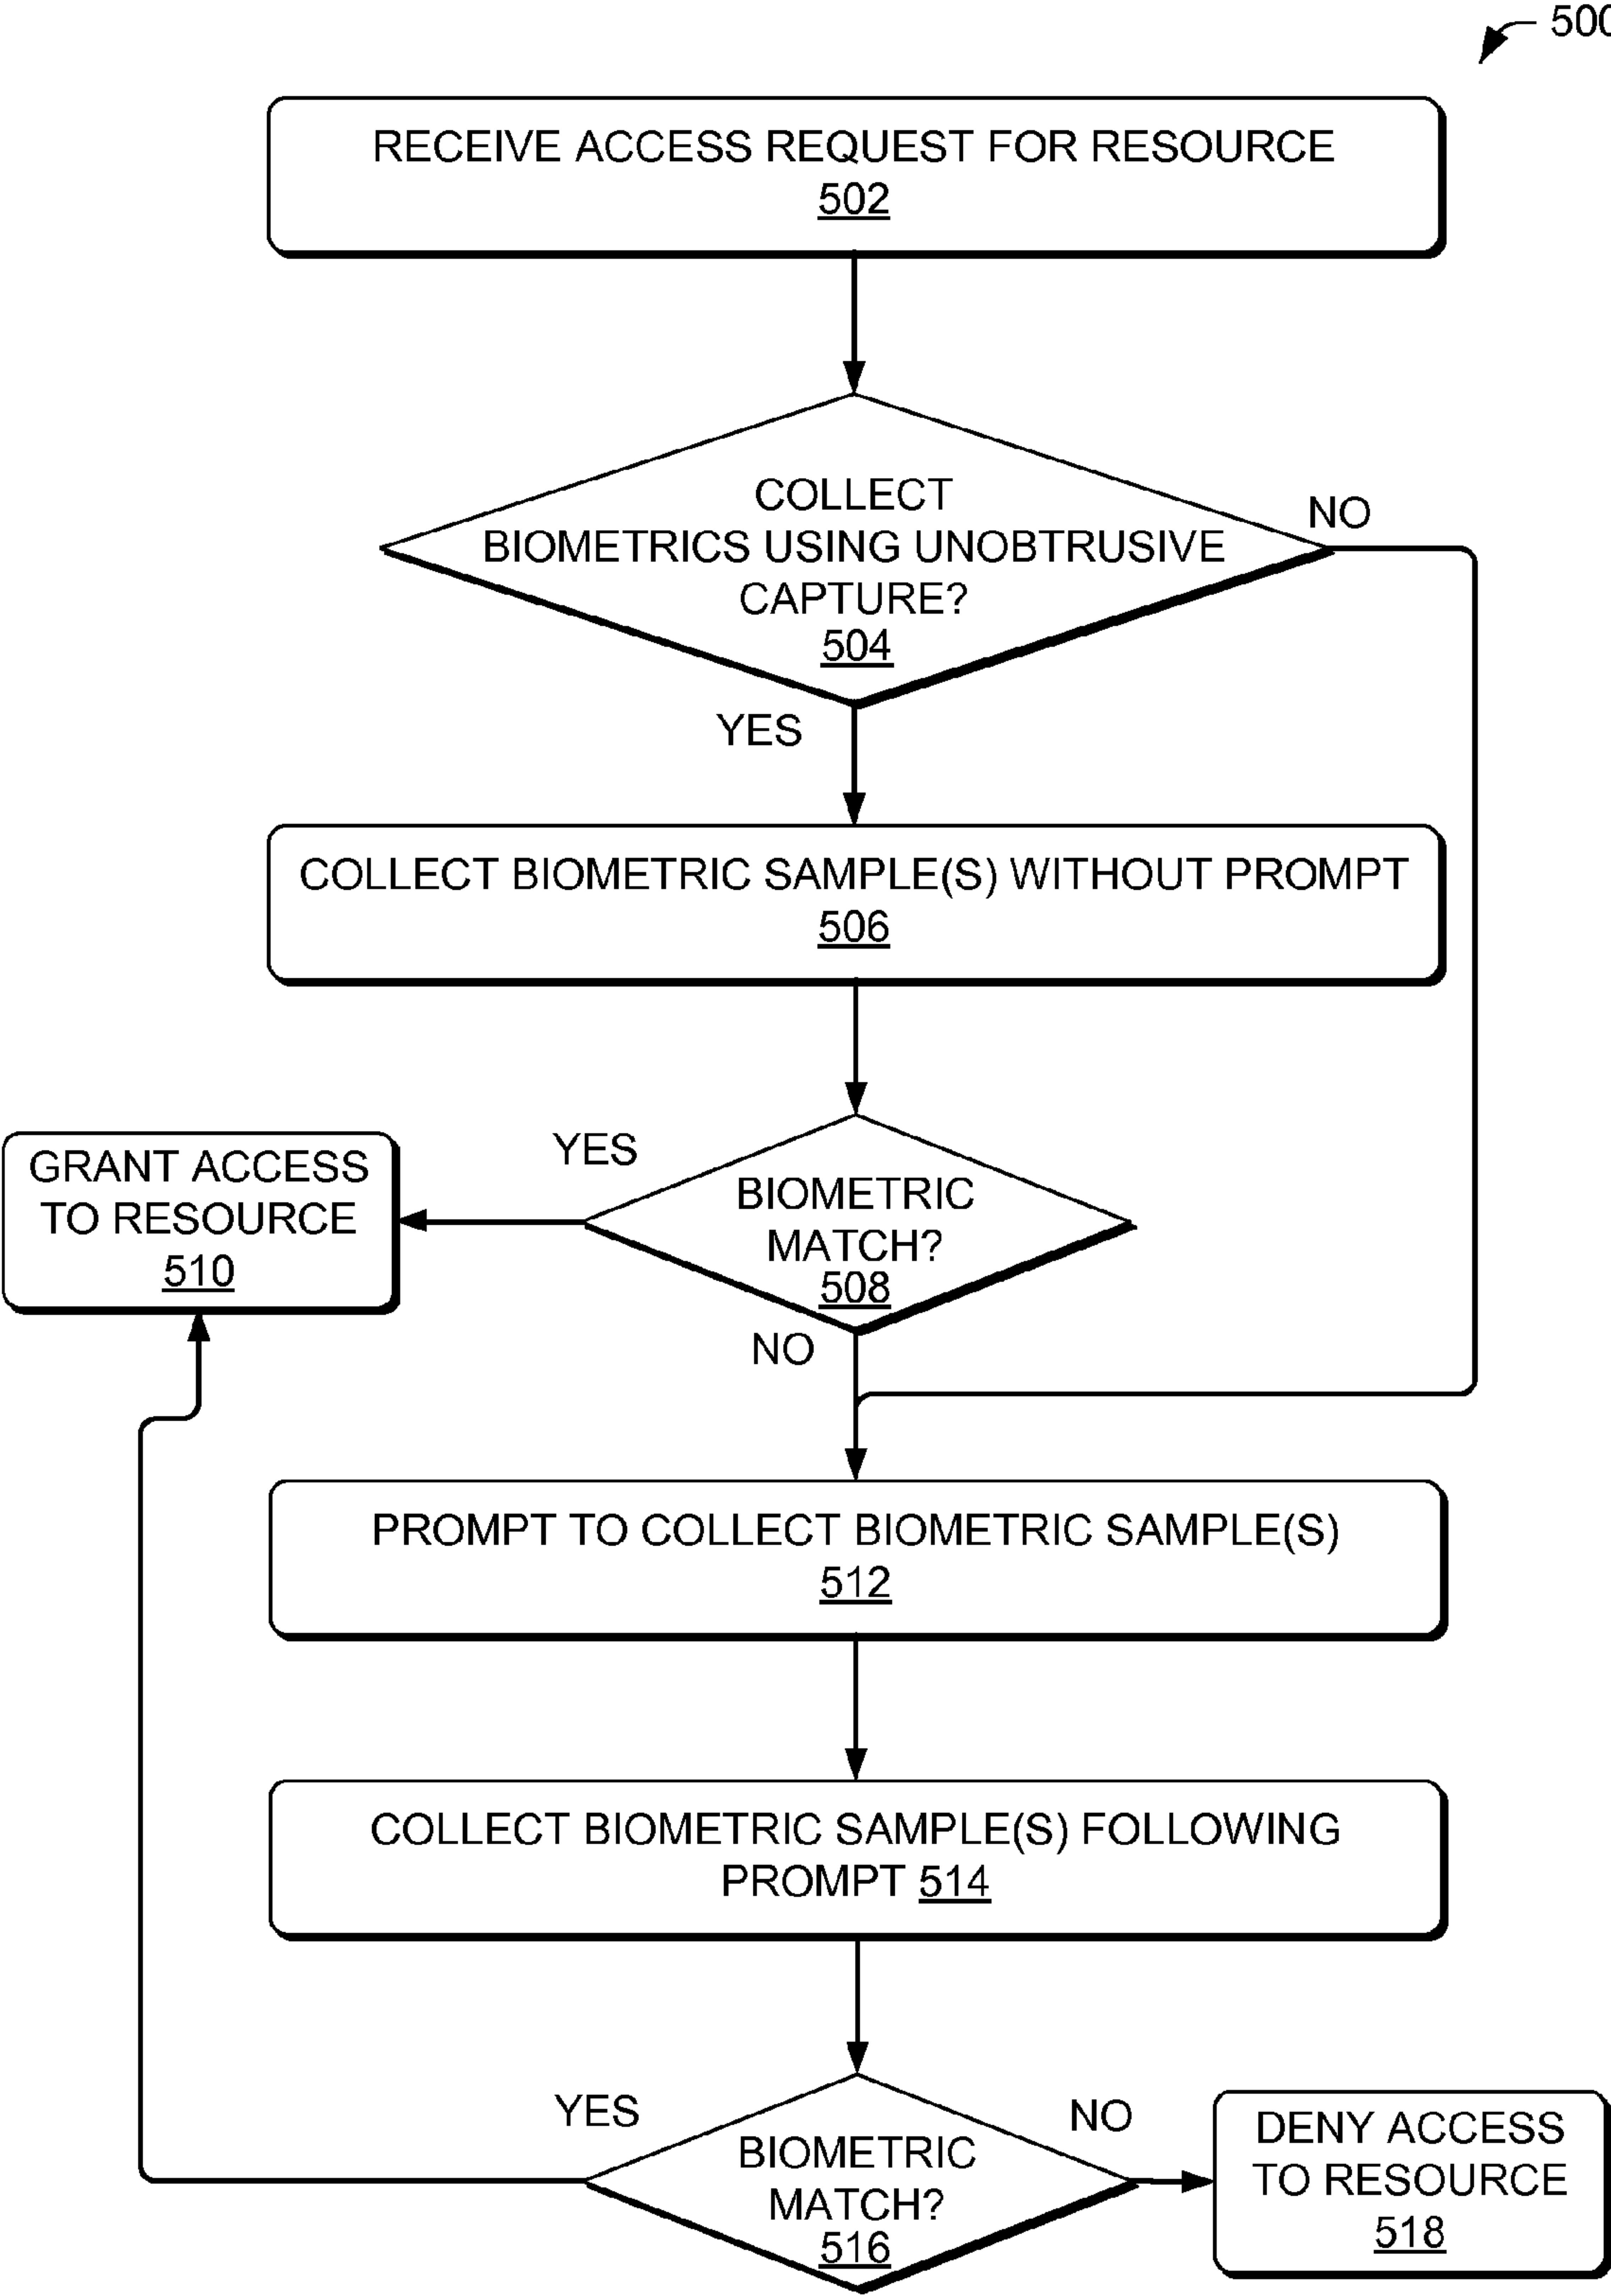 500
RECEIVE ACCESS REQUEST FOR RESOURCE
502
COLLECT
BIOMETRICS USING UNOBTRUSIVE
CAPTURE?
504
NO
YES
COLLECT BIOMETRIC SAMPLE(S) WITHOUT PROMPT
506
GRANT ACCESS
TO RESOURCE
510
YES
BIOMETRIC
MATCH?
508
NO
PROMPT TO COLLECT BIOMETRIC SAMPLE(S)
512
COLLECT BIOMETRIC SAMPLE(S) FOLLOWING
PROMPT 514
YES
BIOMETRIC
MATCH?
516
NO
DENY ACCESS
TO RESOURCE
518